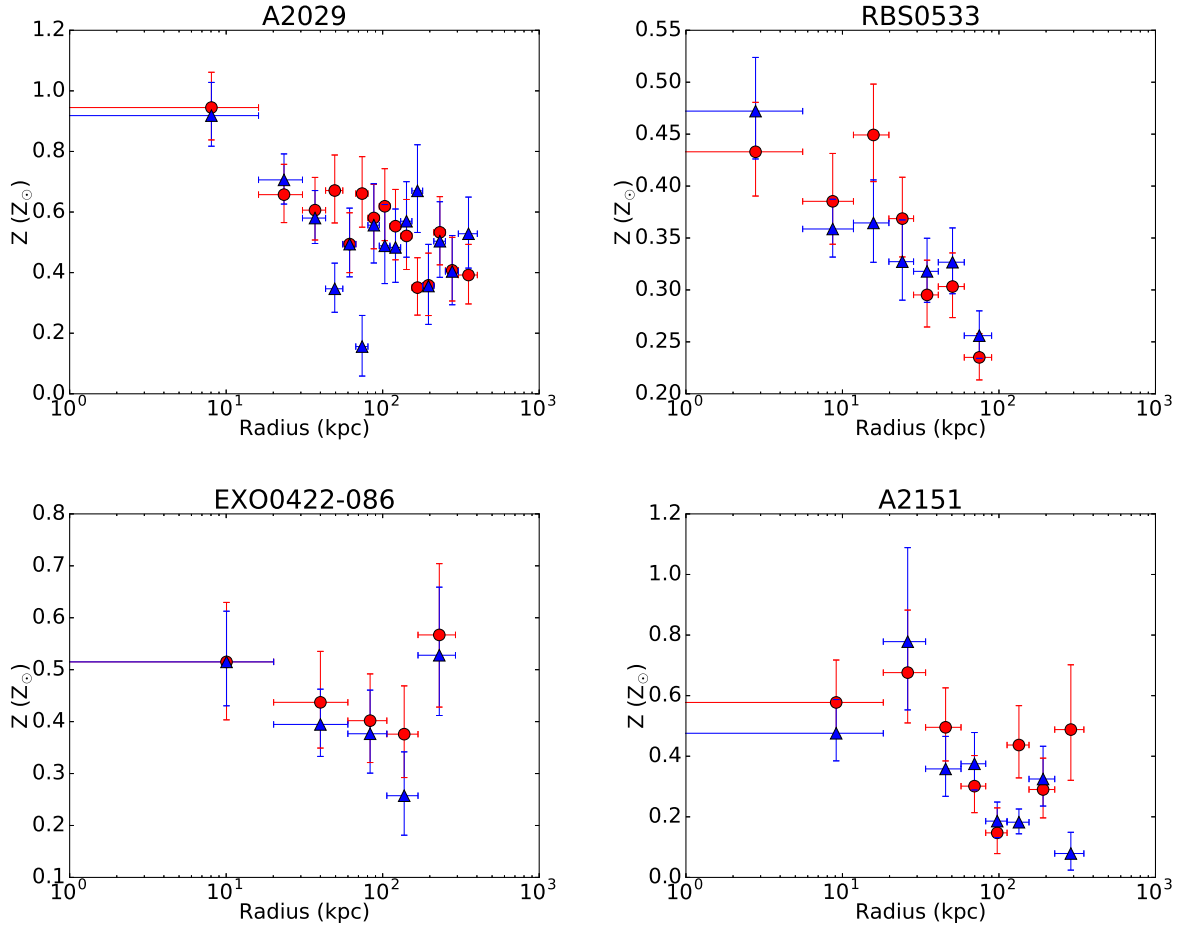 A2029
1.2
1.0
0.8
0.6
0.4
0.2
0.0
Z (Z☉)
10⁰ 10¹ 10² 10³
Radius (kpc)
RBS0533
0.55
0.50
0.45
0.40
0.35
0.30
0.25
0.20
Z (Z☉)
10⁰ 10¹ 10² 10³
Radius (kpc)
EXO0422-086
0.8
0.7
0.6
0.5
0.4
0.3
0.2
0.1
Z (Z☉)
10⁰ 10¹ 10² 10³
Radius (kpc)
A2151
1.2
1.0
0.8
0.6
0.4
0.2
0.0
Z (Z☉)
10⁰ 10¹ 10² 10³
Radius (kpc)